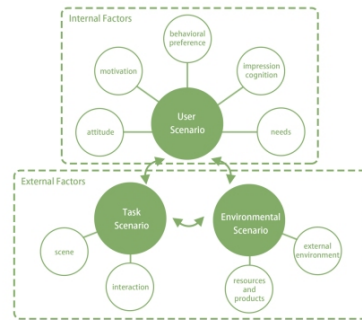 Internal Factors
behavioral
preference
motivation
impression
cognition
attitude
User
Scenario
needs
External Factors
Task
Scenario
Environmental
Scenario
scene
interaction
external
environment
resources
and
products